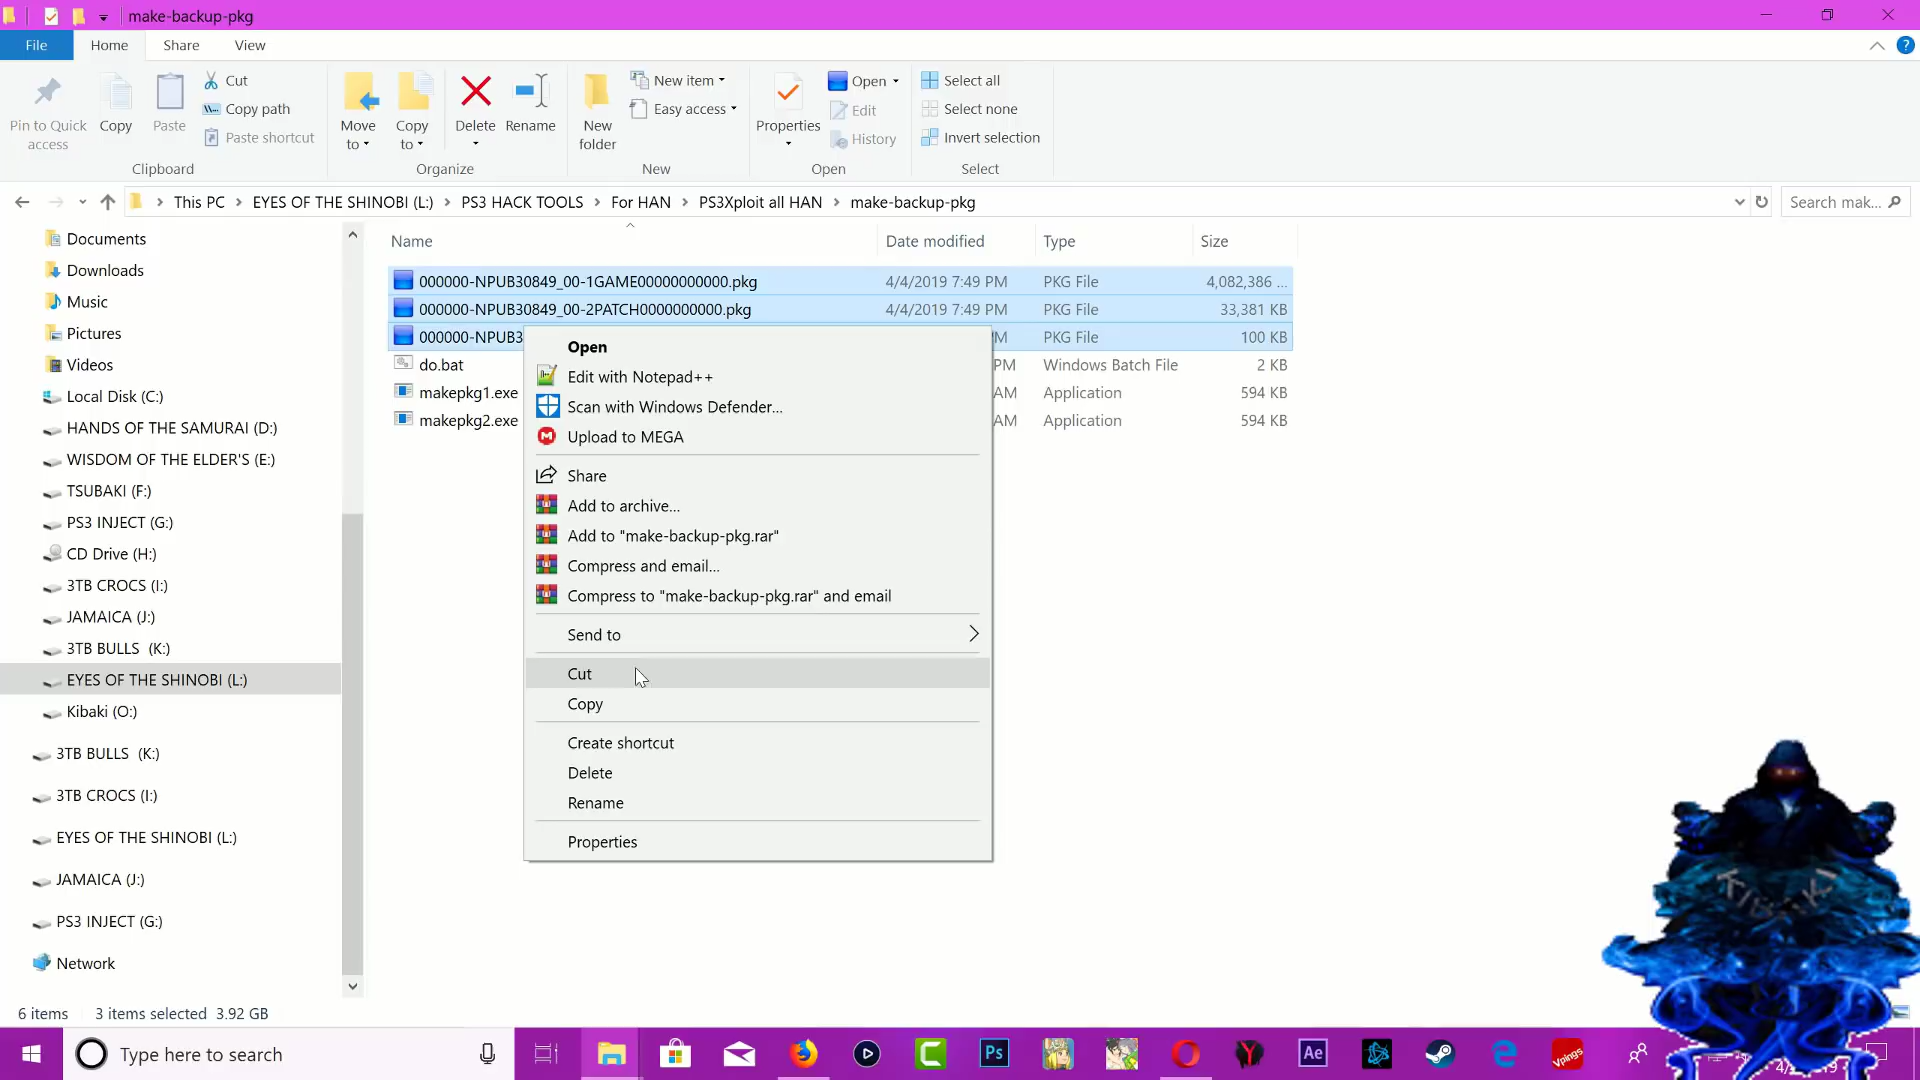 make-backup-pkg
File Home Share View
Pin to Quick access
Copy
Paste
Cut
Copy path
Paste shortcut
Clipboard
Move to
Copy to
Delete
Rename
Organize
New folder
New item
Easy access
New
Properties
Open
Edit
History
Open
Select all
Select none
Invert selection
Select
This PC EYES OF THE SHINOBI (L:) PS3 HACK TOOLS For HAN PS3Xploit all HAN make-backup-pkg
Search mak...
Documents
Downloads
Music
Pictures
Videos
Local Disk (C:)
HANDS OF THE SAMURAI (D:)
WISDOM OF THE ELDER'S (E:)
TSUBAKI (F:)
PS3 INJECT (G:)
CD Drive (H:)
3TB CROCS (I:)
JAMAICA (J:)
3TB BULLS (K:)
EYES OF THE SHINOBI (L:)
Kibaki (O:)
3TB BULLS (K:)
3TB CROCS (I:)
EYES OF THE SHINOBI (L:)
JAMAICA (J:)
PS3 INJECT (G:)
Network
Name Date modified Type Size
000000-NPUB30849_00-1GAME00000000000.pkg 4/4/2019 7:49 PM PKG File 4,082,386 ...
000000-NPUB30849_00-2PATCH0000000000.pkg 4/4/2019 7:49 PM PKG File 33,381 KB
000000-NPUB3 PKG File 100 KB
do.bat PM Windows Batch File 2 KB
makepkg1.exe AM Application 594 KB
makepkg2.exe AM Application 594 KB
Open
Edit with Notepad++
Scan with Windows Defender...
Upload to MEGA
Share
Add to archive...
Add to "make-backup-pkg.rar"
Compress and email...
Compress to "make-backup-pkg.rar" and email
Send to
Cut
Copy
Create shortcut
Delete
Rename
Properties
KIBAKI
6 items 3 items selected 3.92 GB
Type here to search
Ps
Ae